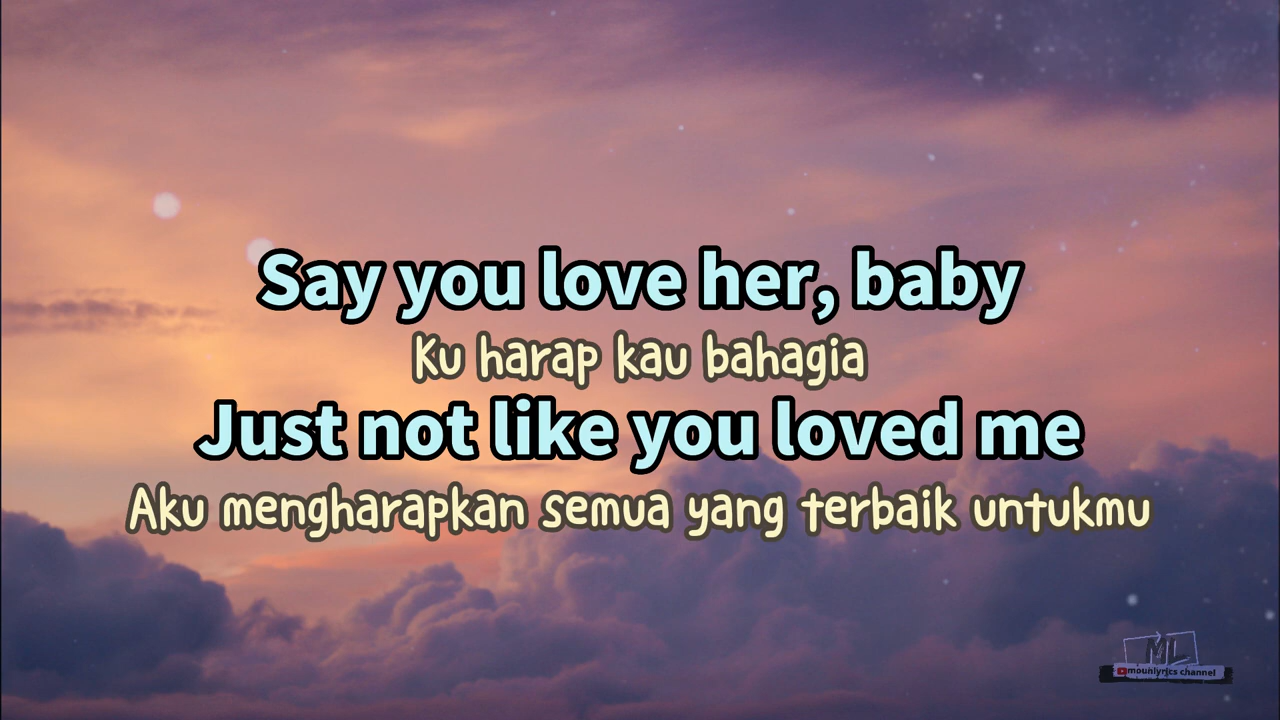 Say you love her, baby
Ku harap kau bahagia
Just not like you loved me
Aku mengharapkan semua yang terbaik untukmu
ML
mounlyrics channel